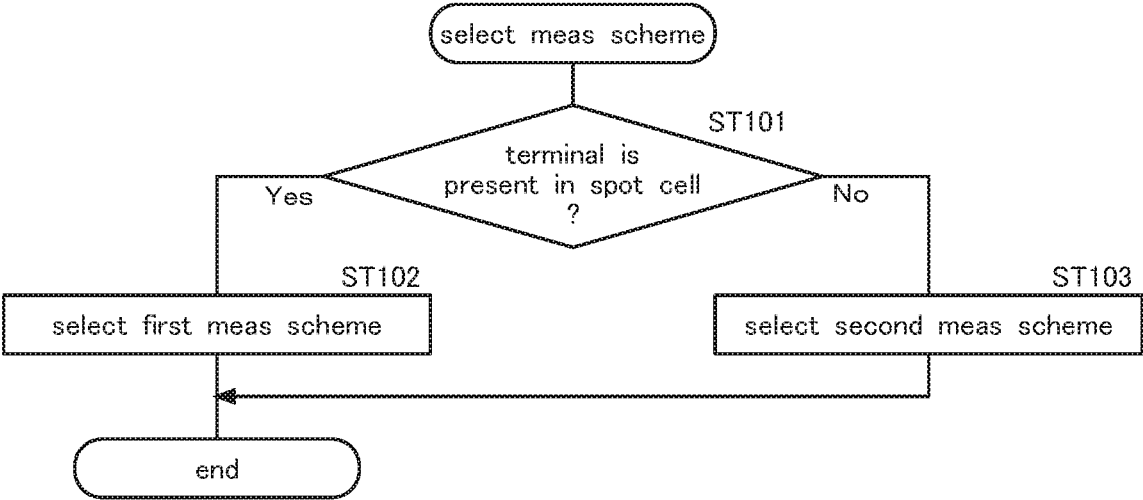 select meas scheme
ST101
terminal is
present in spot cell
?
Yes
No
ST102
ST103
select first meas scheme
select second meas scheme
end